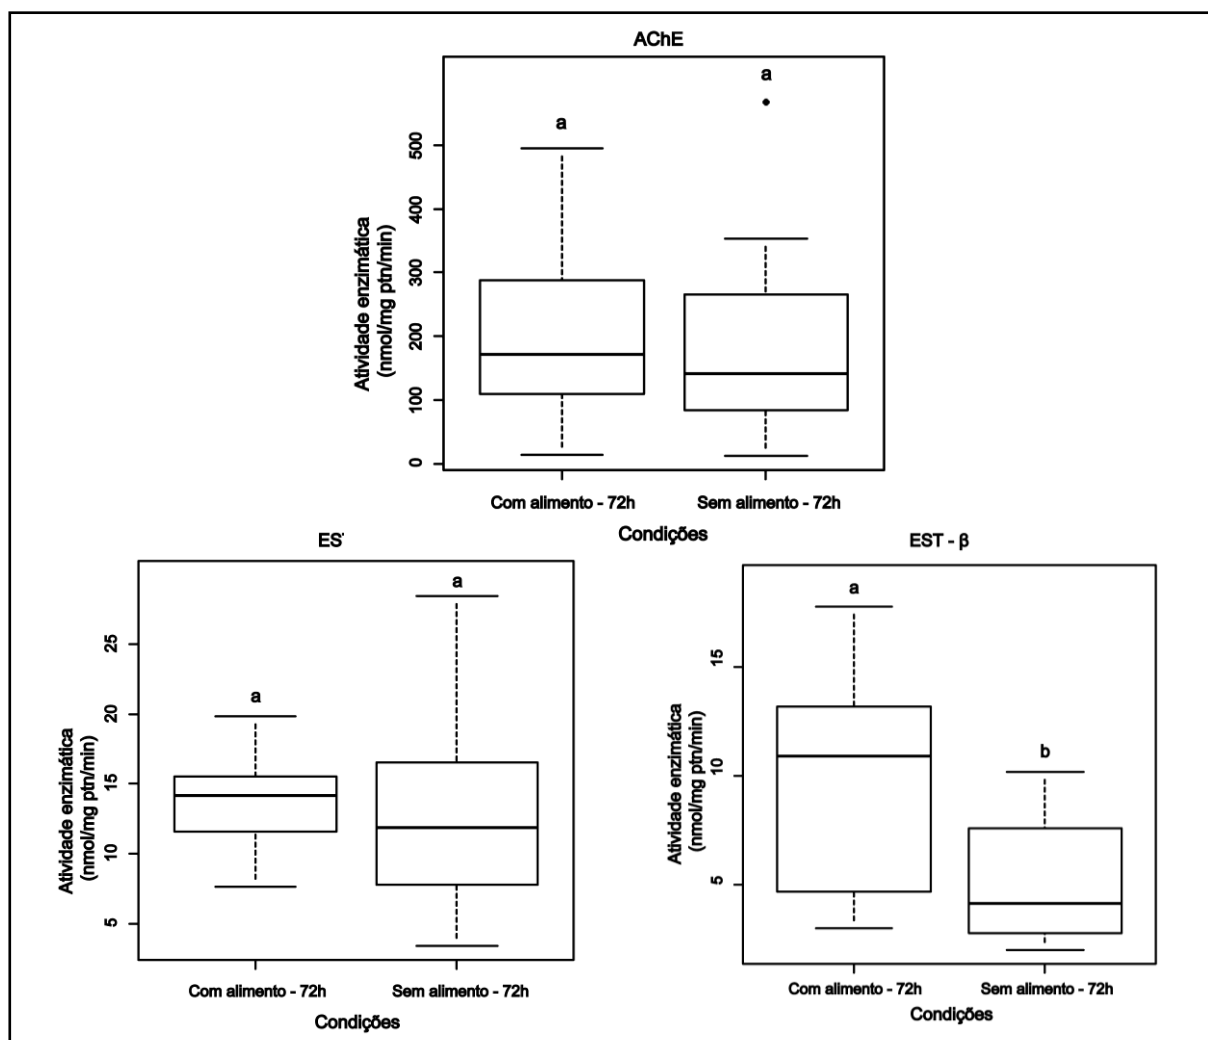 AChE
a
a
Atividade enzimática
(nmol/mg ptn/min)
500
400
300
200
100
0
Com alimento - 72h
Sem alimento - 72h
Condições
ES
a
a
Atividade enzimática
(nmol/mg ptn/min)
25
20
15
10
5
Com alimento - 72h
Sem alimento - 72h
Condições
EST - β
a
b
Atividade enzimática
(nmol/mg ptn/min)
15
10
5
Com alimento - 72h
Sem alimento - 72h
Condições